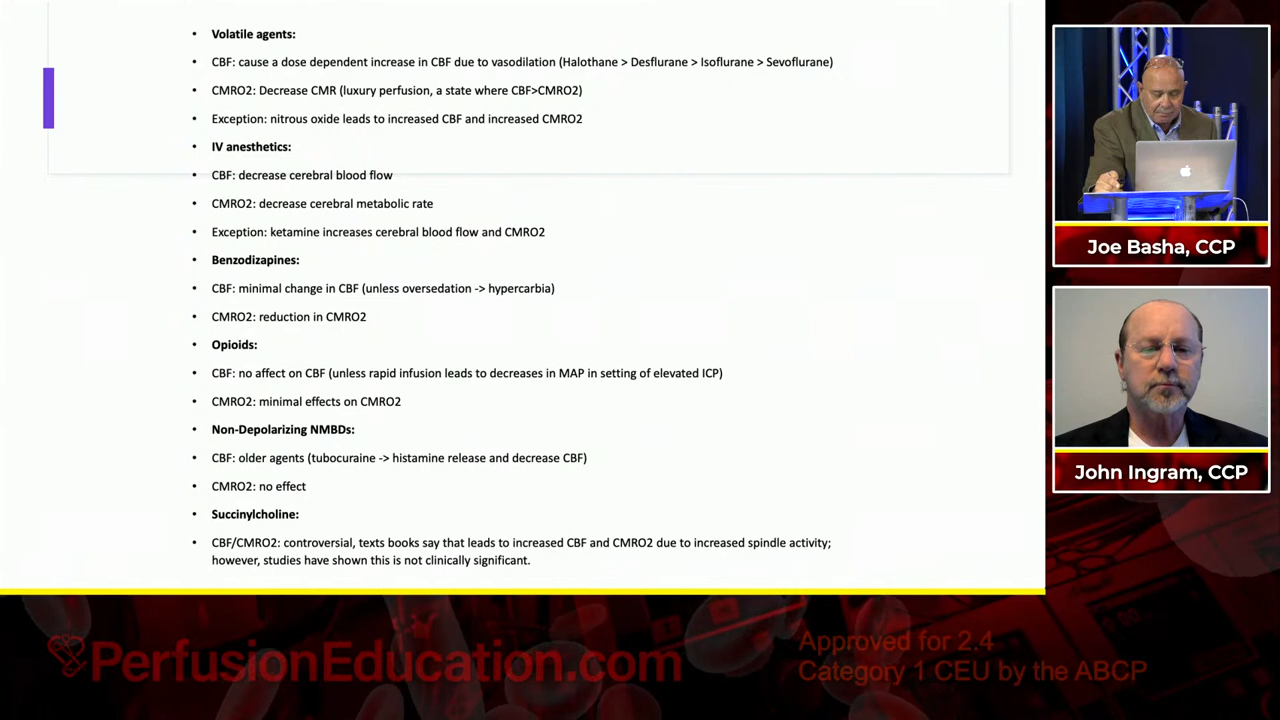 • Volatile agents:
• CBF: cause a dose dependent increase in CBF due to vasodilation (Halothane > Desflurane > Isoflurane > Sevoflurane)
• CMRO2: Decrease CMR (luxury perfusion, a state where CBF>CMRO2)
• Exception: nitrous oxide leads to increased CBF and increased CMRO2
• IV anesthetics:
• CBF: decrease cerebral blood flow
• CMRO2: decrease cerebral metabolic rate
• Exception: ketamine increases cerebral blood flow and CMRO2
• Benzodizapines:
• CBF: minimal change in CBF (unless oversedation -> hypercarbia)
• CMRO2: reduction in CMRO2
• Opioids:
• CBF: no affect on CBF (unless rapid infusion leads to decreases in MAP in setting of elevated ICP)
• CMRO2: minimal effects on CMRO2
• Non-Depolarizing NMBDs:
• CBF: older agents (tubocuraine -> histamine release and decrease CBF)
• CMRO2: no effect
• Succinylcholine:
• CBF/CMRO2: controversial, texts books say that leads to increased CBF and CMRO2 due to increased spindle activity;
however, studies have shown this is not clinically significant.
Joe Basha, CCP
John Ingram, CCP
PerfusionEducation.com
Approved for 2.4
Category 1 CEU by the ABCP